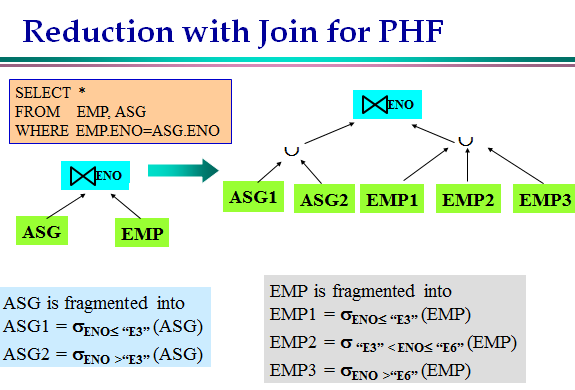 Reduction with Join for PHF
SELECT *
FROM EMP, ASG
WHERE EMP.ENO=ASG.ENO
⋈ENO
ASG EMP
⋈ENO
∪ ∪
ASG1 ASG2 EMP1 EMP2 EMP3
ASG is fragmented into
ASG1 = σENO≤ “E3” (ASG)
ASG2 = σENO >“E3” (ASG)
EMP is fragmented into
EMP1 = σENO≤ “E3” (EMP)
EMP2 = σ “E3” < ENO≤ “E6” (EMP)
EMP3 = σENO >“E6” (EMP)